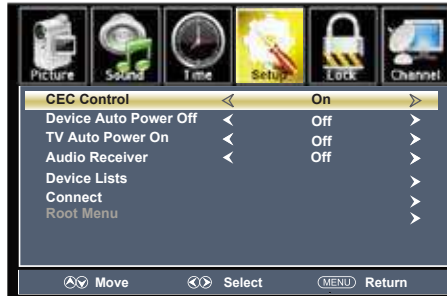 Picture Sound Time Setup Lock Channel
CEC Control On
Device Auto Power Off Off
TV Auto Power On Off
Audio Receiver Off
Device Lists
Connect
Root Menu
Move Select MENU Return